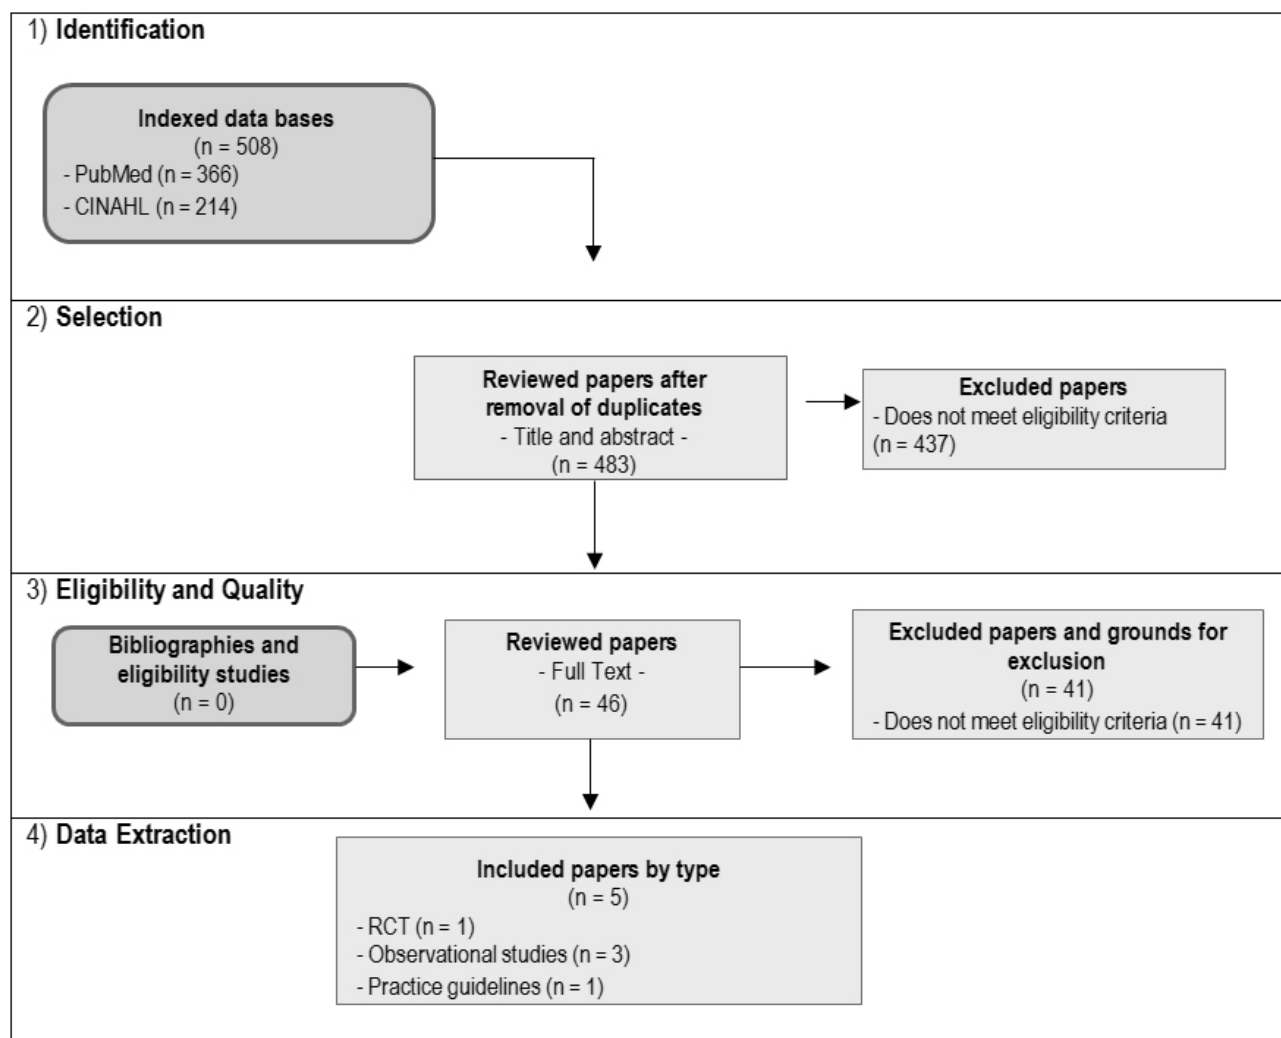 1) Identification
Indexed data bases
(n = 508)
- PubMed (n = 366)
- CINAHL (n = 214)
2) Selection
Reviewed papers after
removal of duplicates
- Title and abstract -
(n = 483)
Excluded papers
- Does not meet eligibility criteria
(n = 437)
3) Eligibility and Quality
Bibliographies and
eligibility studies
(n = 0)
Reviewed papers
- Full Text -
(n = 46)
Excluded papers and grounds for
exclusion
(n = 41)
- Does not meet eligibility criteria (n = 41)
4) Data Extraction
Included papers by type
(n = 5)
- RCT (n = 1)
- Observational studies (n = 3)
- Practice guidelines (n = 1)